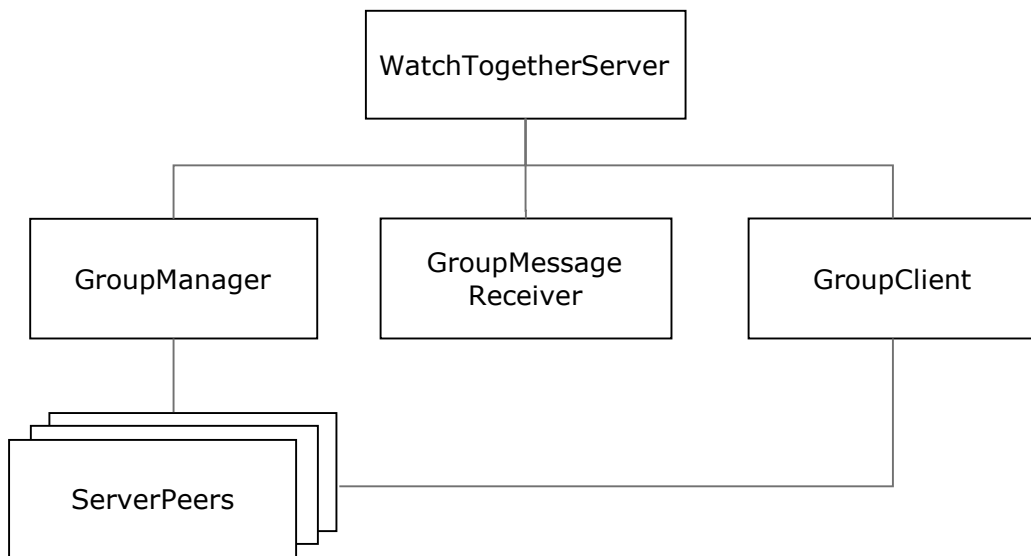 WatchTogetherServer
GroupManager
GroupMessage
Receiver
GroupClient
ServerPeers